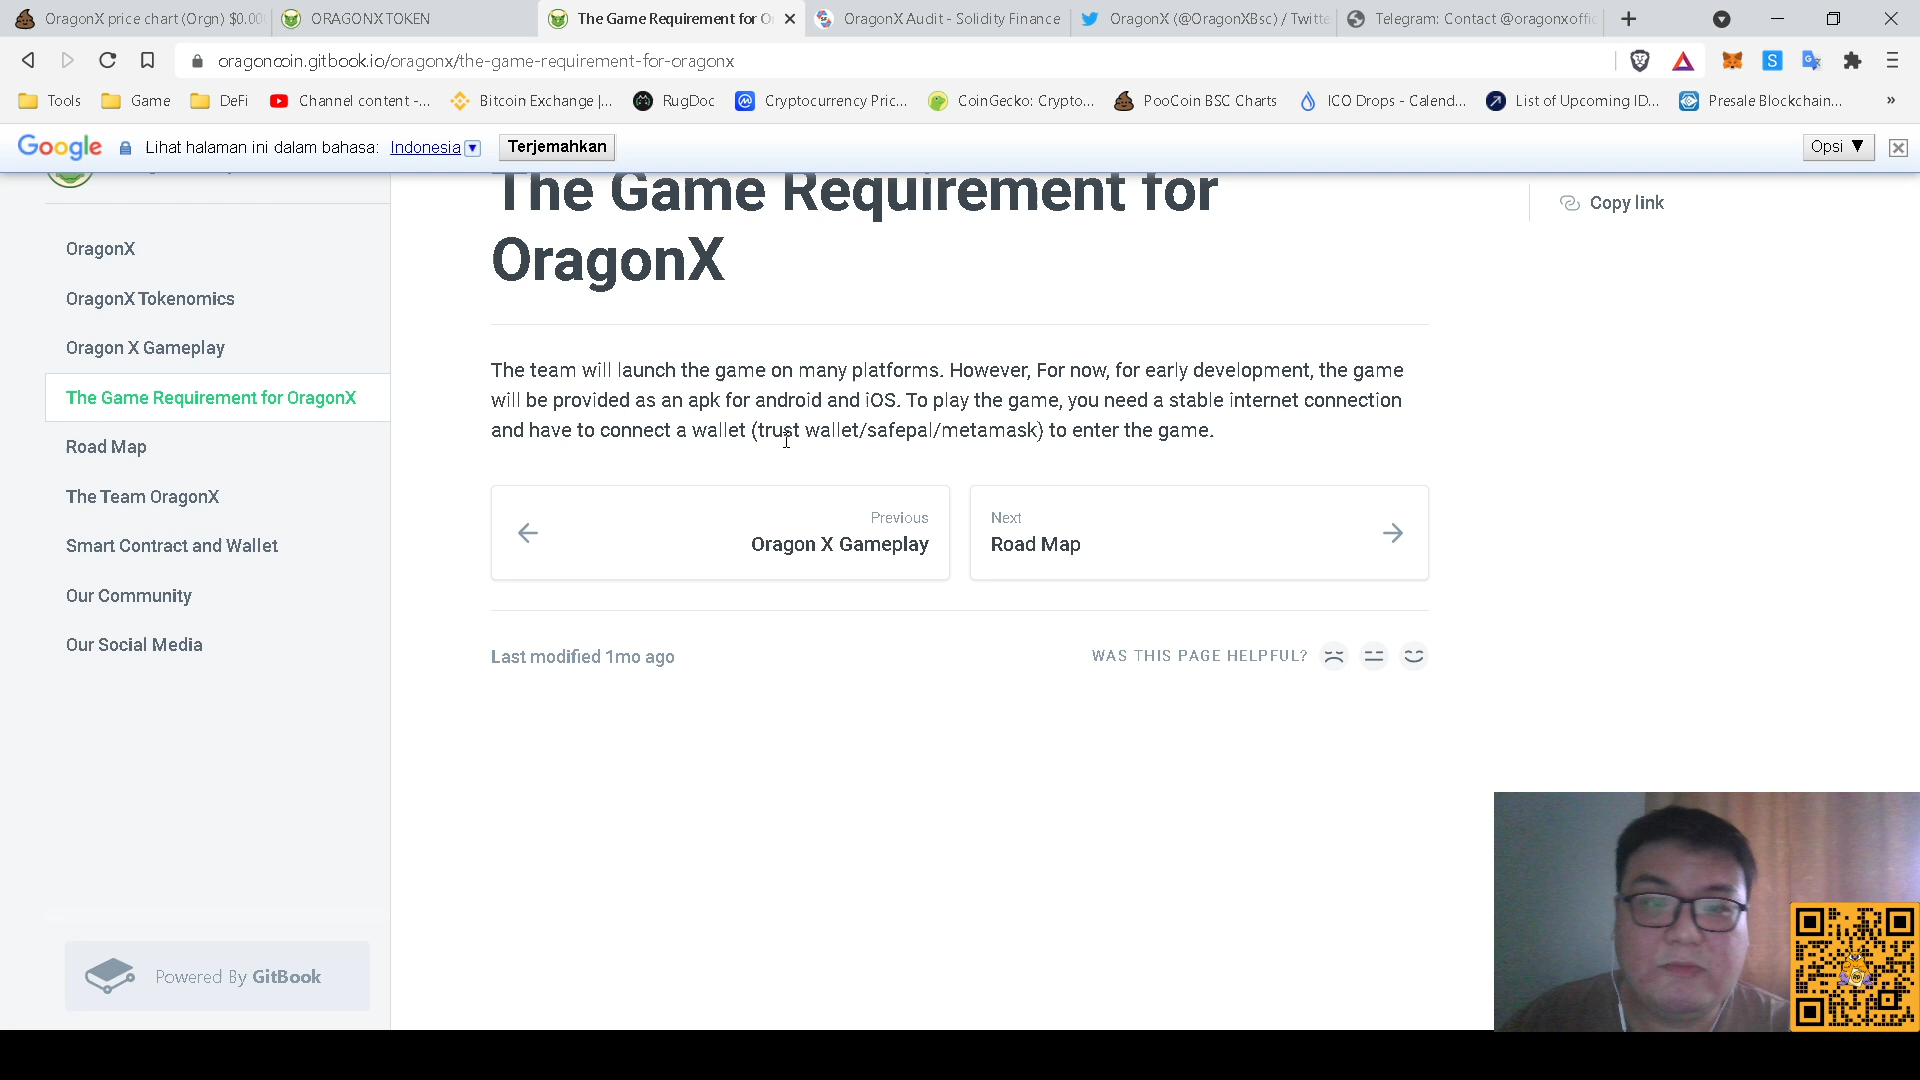 OragonX price chart (Orgn) $0.00
ORAGONX TOKEN
The Game Requirement for O
OragonX Audit - Solidity Finance
OragonX (@OragonXBsc) / Twitte
Telegram: Contact @oragonxoffic
oragoncoin.gitbook.io/oragonx/the-game-requirement-for-oragonx
Tools
Game
DeFi
Channel content -...
Bitcoin Exchange |...
RugDoc
Cryptocurrency Pric...
CoinGecko: Crypto...
PooCoin BSC Charts
ICO Drops - Calend...
List of Upcoming ID...
Presale Blockchain...
»
Google
Lihat halaman ini dalam bahasa: Indonesia
Terjemahkan
Opsi ▼
The Game Requirement for
OragonX
Copy link
OragonX
OragonX Tokenomics
Oragon X Gameplay
The Game Requirement for OragonX
Road Map
The Team OragonX
Smart Contract and Wallet
Our Community
Our Social Media
The team will launch the game on many platforms. However, For now, for early development, the game
will be provided as an apk for android and iOS. To play the game, you need a stable internet connection
and have to connect a wallet (trust wallet/safepal/metamask) to enter the game.
Previous
Oragon X Gameplay
Next
Road Map
Last modified 1mo ago
WAS THIS PAGE HELPFUL?
Powered By GitBook